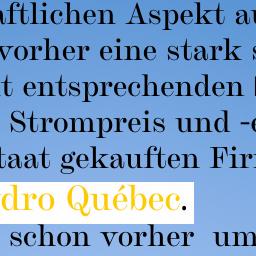 aftlichen Aspekt au
vorher eine stark s
t entsprechenden
Strompreis und -e
taat gekauften Fir
dro Québec.
schon vorher um